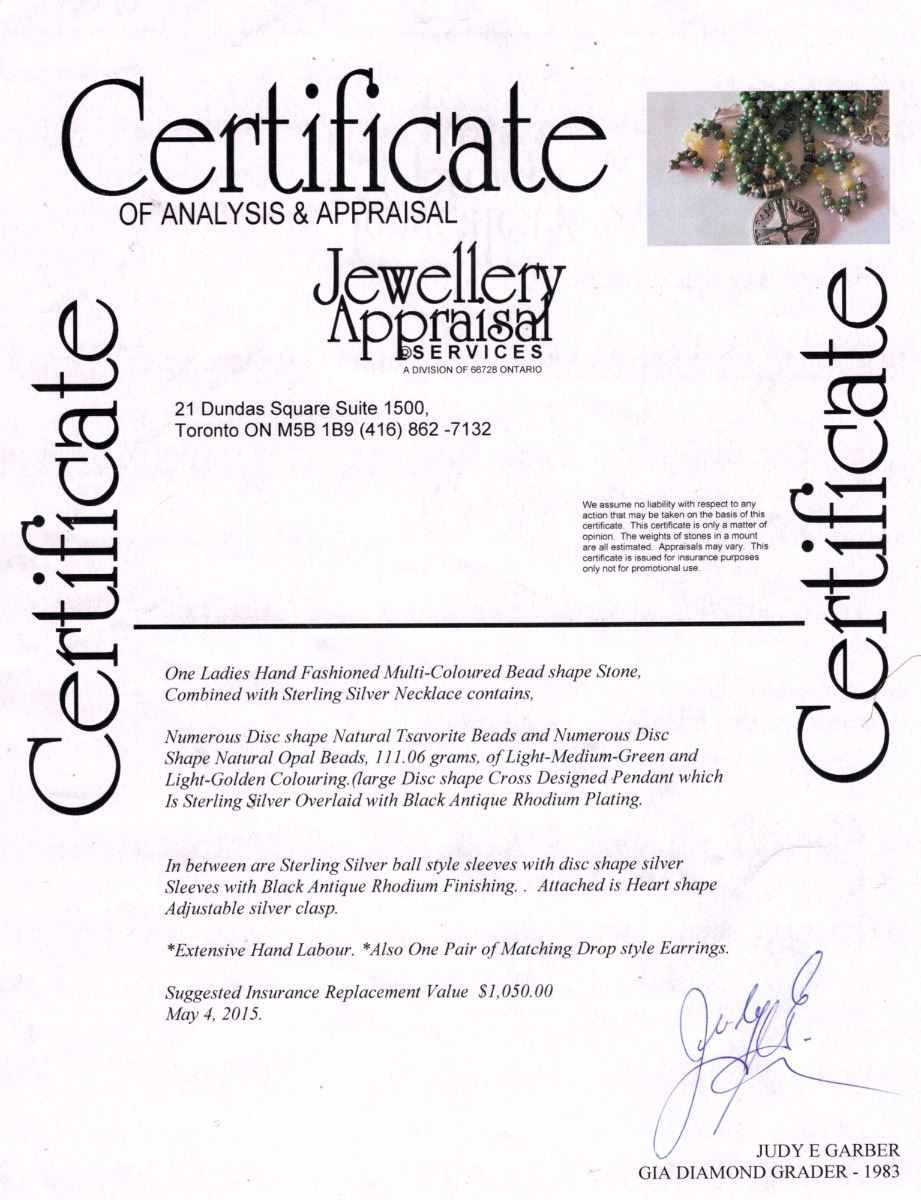 Certificate
OF ANALYSIS & APPRAISAL
Jewellery
Appraisal
SERVICES
A DIVISION OF 66728 ONTARIO
Certificate
Certificate
21 Dundas Square Suite 1500,
Toronto ON M5B 1B9 (416) 862 -7132
We assume no liability with respect to any
action that may be taken on the basis of this
certificate. This certificate is only a matter of
opinion. The weights of stones in a mount
are all estimated. Appraisals may vary. This
certificate is issued for insurance purposes
only not for promotional use.
One Ladies Hand Fashioned Multi-Coloured Bead shape Stone,
Combined with Sterling Silver Necklace contains,
Numerous Disc shape Natural Tsavorite Beads and Numerous Disc
Shape Natural Opal Beads, 111.06 grams, of Light-Medium-Green and
Light-Golden Colouring.(large Disc shape Cross Designed Pendant which
Is Sterling Silver Overlaid with Black Antique Rhodium Plating.
In between are Sterling Silver ball style sleeves with disc shape silver
Sleeves with Black Antique Rhodium Finishing. . Attached is Heart shape
Adjustable silver clasp.
*Extensive Hand Labour. *Also One Pair of Matching Drop style Earrings.
Suggested Insurance Replacement Value $1,050.00
May 4, 2015.
Judy E
JUDY E GARBER
GIA DIAMOND GRADER - 1983